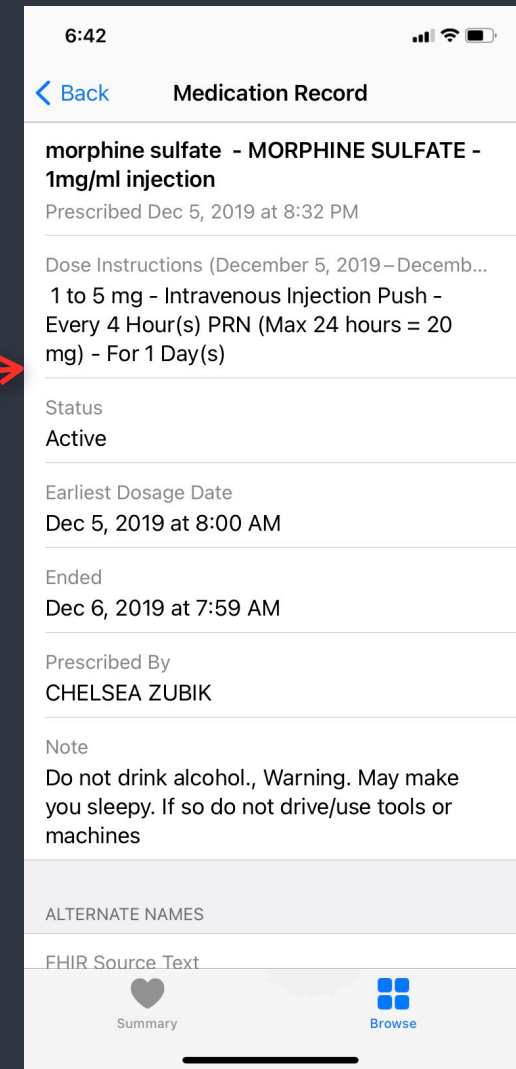 6:42
Back
Medication Record
morphine sulfate - MORPHINE SULFATE -
1mg/ml injection
Prescribed Dec 5, 2019 at 8:32 PM
Dose Instructions (December 5, 2019–Decemb...
1 to 5 mg - Intravenous Injection Push -
Every 4 Hour(s) PRN (Max 24 hours = 20
mg) - For 1 Day(s)
Status
Active
Earliest Dosage Date
Dec 5, 2019 at 8:00 AM
Ended
Dec 6, 2019 at 7:59 AM
Prescribed By
CHELSEA ZUBIK
Note
Do not drink alcohol., Warning. May make
you sleepy. If so do not drive/use tools or
machines
ALTERNATE NAMES
FHIR Source Text
Summary
Browse